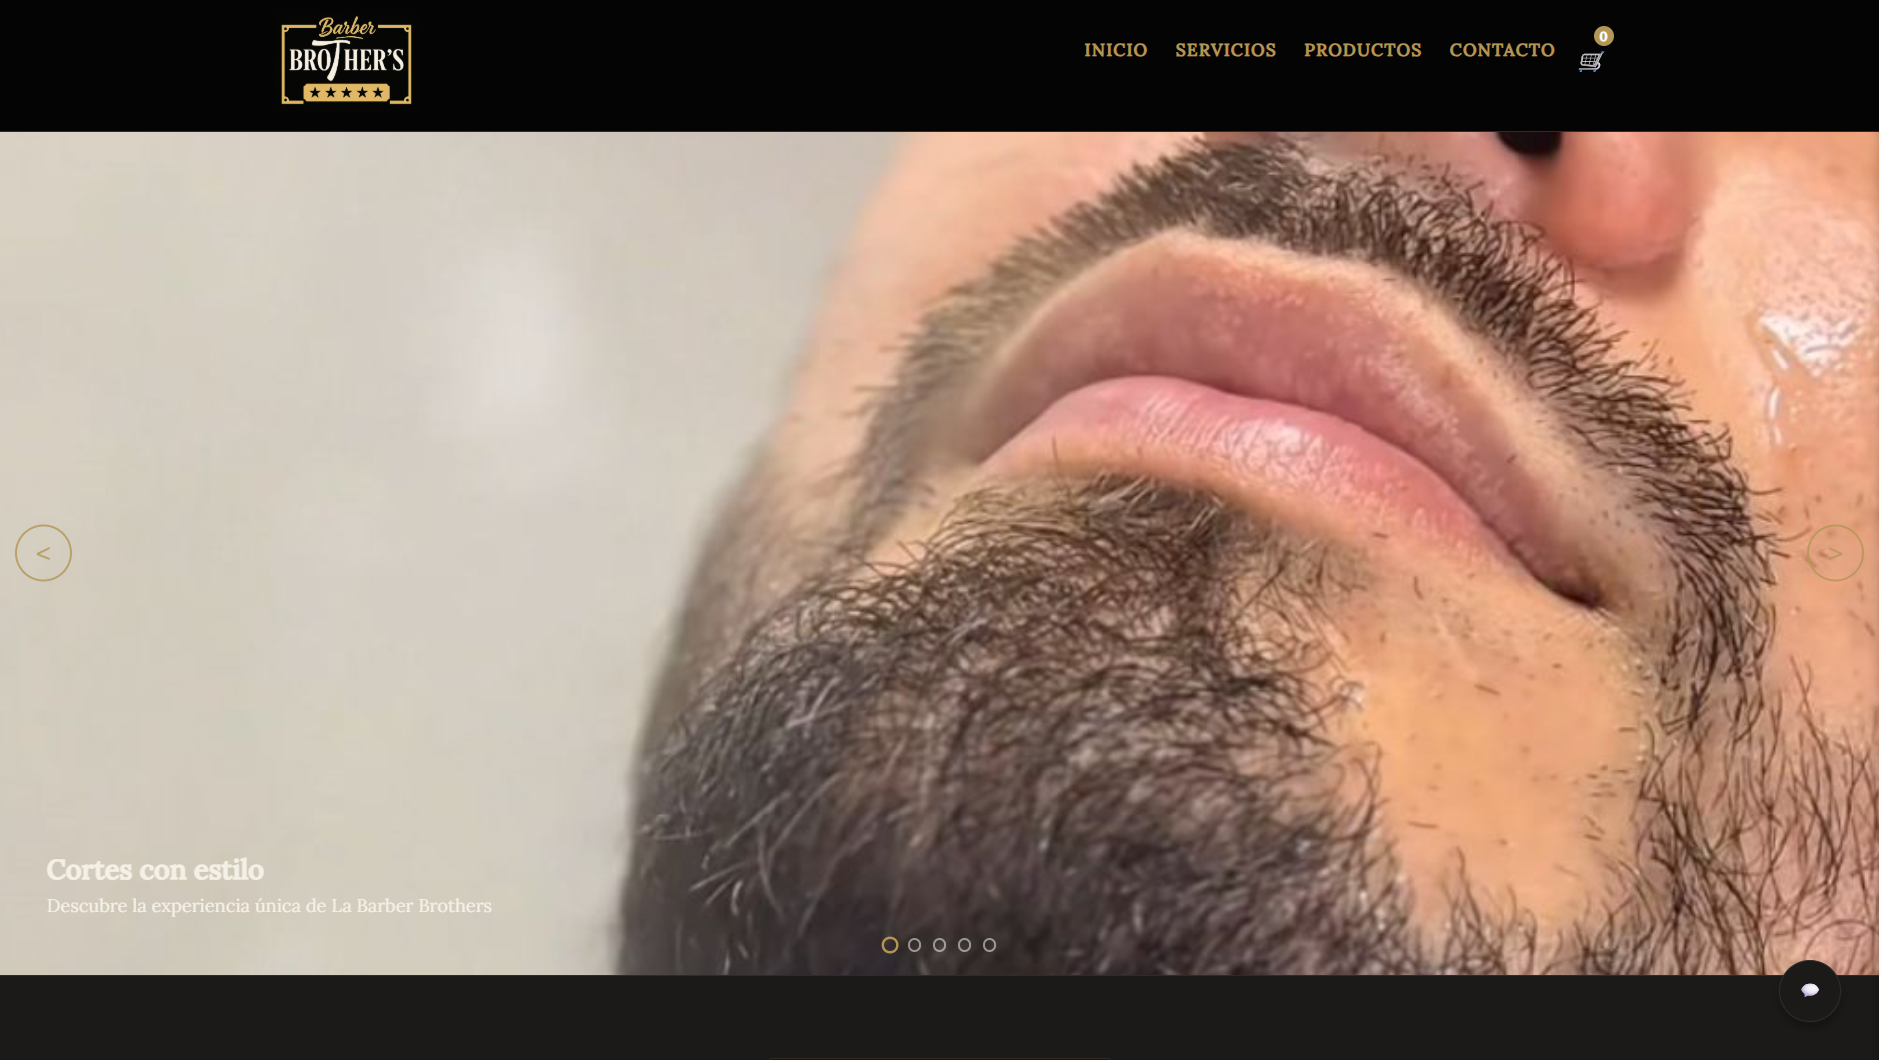 Barber
BROTHER'S
INICIO
SERVICIOS
PRODUCTOS
CONTACTO
0
<
>
Cortes con estilo
Descubre la experiencia única de La Barber Brothers